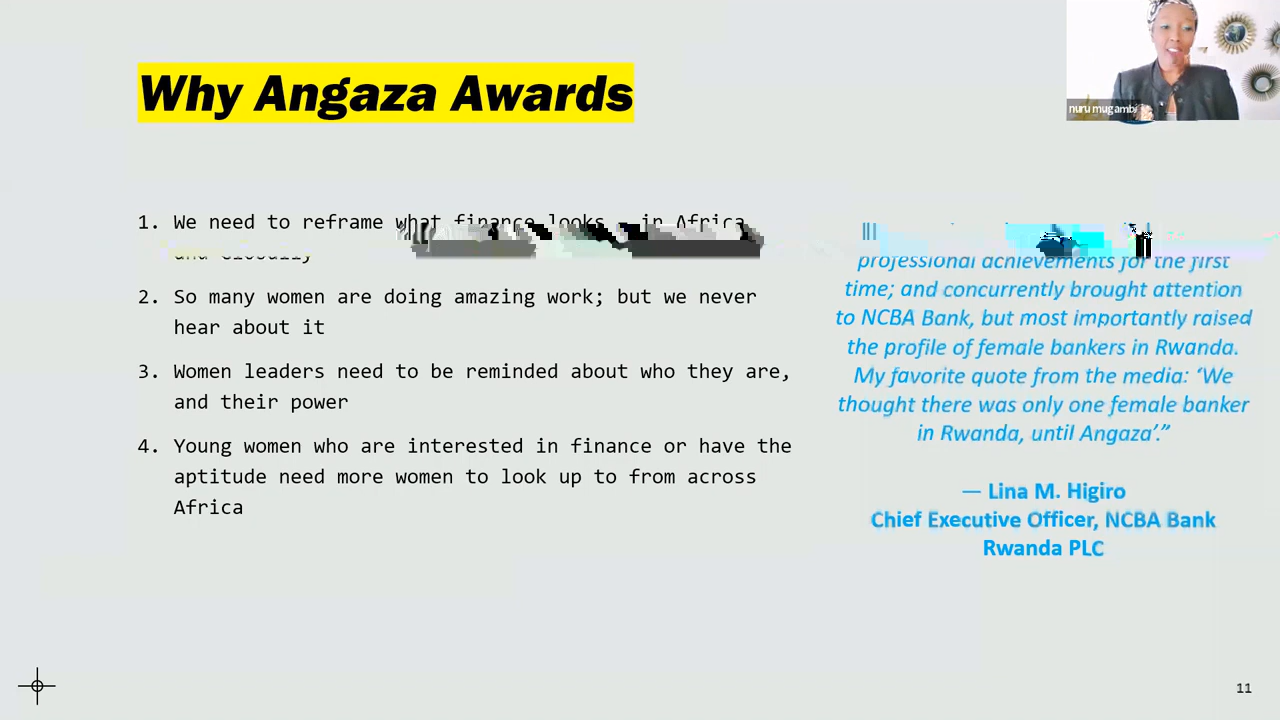 Why Angaza Awards
nuru mugambi
1. We need to reframe what finance looks in Africa
and Globally
2. So many women are doing amazing work; but we never
hear about it
3. Women leaders need to be reminded about who they are,
and their power
4. Young women who are interested in finance or have the
aptitude need more women to look up to from across
Africa
professional achievements for the first
time; and concurrently brought attention
to NCBA Bank, but most importantly raised
the profile of female bankers in Rwanda.
My favorite quote from the media: ‘We
thought there was only one female banker
in Rwanda, until Angaza’.”
— Lina M. Higiro
Chief Executive Officer, NCBA Bank
Rwanda PLC
11